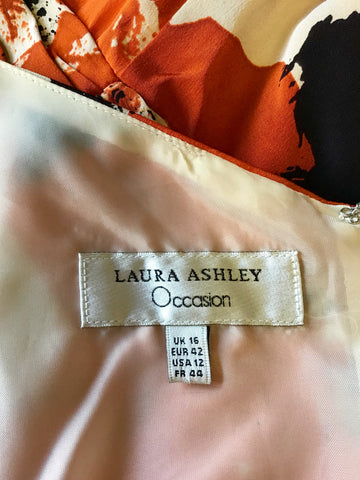 LAURA ASHLEY
Occasion
UK 16
EUR 42
USA 12
FR 44